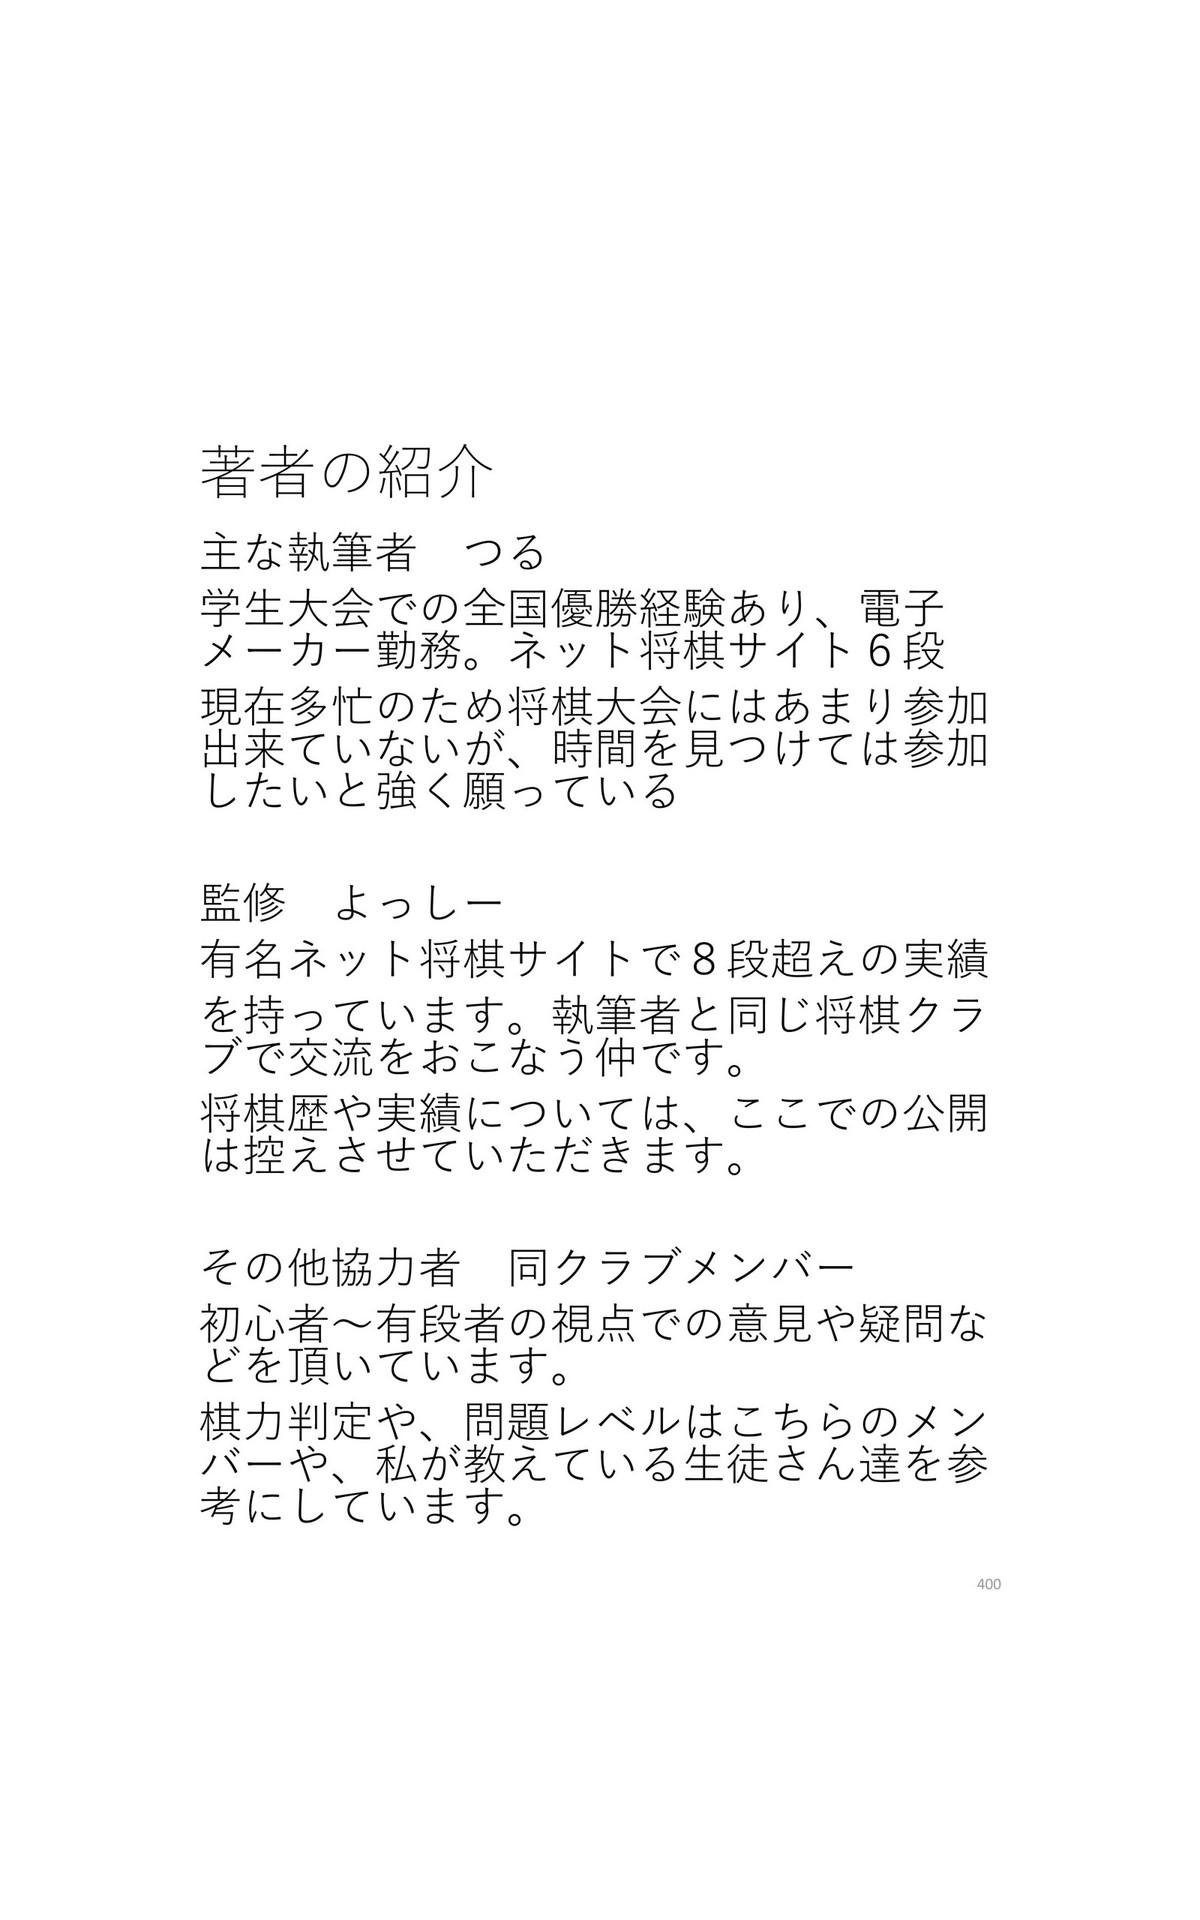 著者の紹介
主な執筆者　つる
学生大会での全国優勝経験あり、電子
メーカー勤務。ネット将棋サイト６段
現在多忙のため将棋大会にはあまり参加
出来ていないが、時間を見つけては参加
したいと強く願っている
監修　よっしー
有名ネット将棋サイトで８段超えの実績
を持っています。執筆者と同じ将棋クラ
ブで交流をおこなう仲です。
将棋歴や実績については、ここでの公開
は控えさせていただきます。
その他協力者　同クラブメンバー
初心者～有段者の視点での意見や疑問な
どを頂いています。
棋力判定や、問題レベルはこちらのメン
バーや、私が教えている生徒さん達を参
考にしています。
400